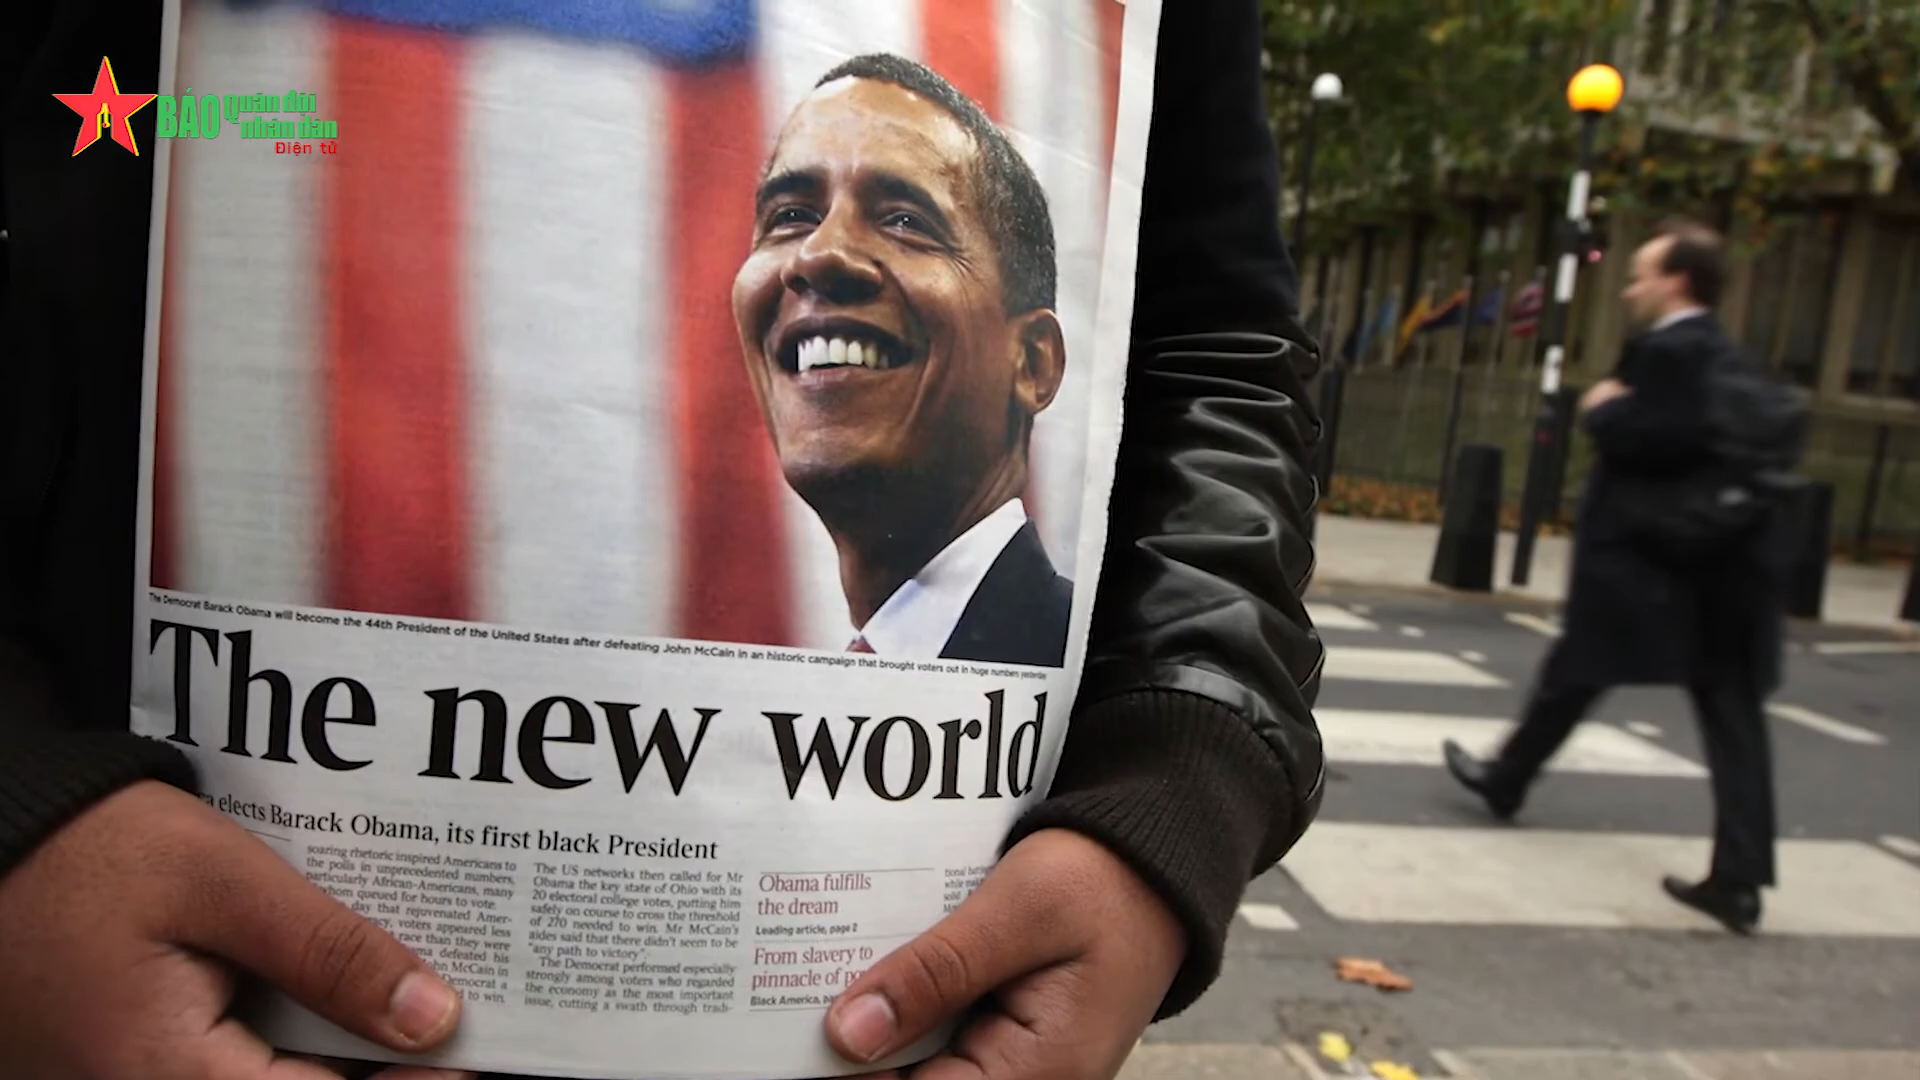 BÁO Quân đội
nhân dân
Điện tử
The Democrat Barack Obama will become the 44th President of the United States after defeating John McCain in an historic campaign that brought voters out in huge numbers yesterday
The new world
elects Barack Obama, its first black President
soaring rhetoric inspired Americans to
the polls in unprecedented numbers,
particularly African-Americans, many
whom queued for hours to vote.
day that rejuvenated Amer-
voters appeared less
race than they were
defeated his
John McCain in
Democrat a
to win.
The US networks then called for Mr
Obama the key state of Ohio with its
20 electoral college votes, putting him
safely on course to cross the threshold
of 270 needed to win. Mr McCain's
aides said that there didn't seem to be
"any path to victory".
The Democrat performed especially
strongly among voters who regarded
the economy as the most important
issue, cutting a swath through tradi-
Obama fulfills
the dream
Leading article, page 2
From slavery to
pinnacle of
Black America,
tional
while
solid